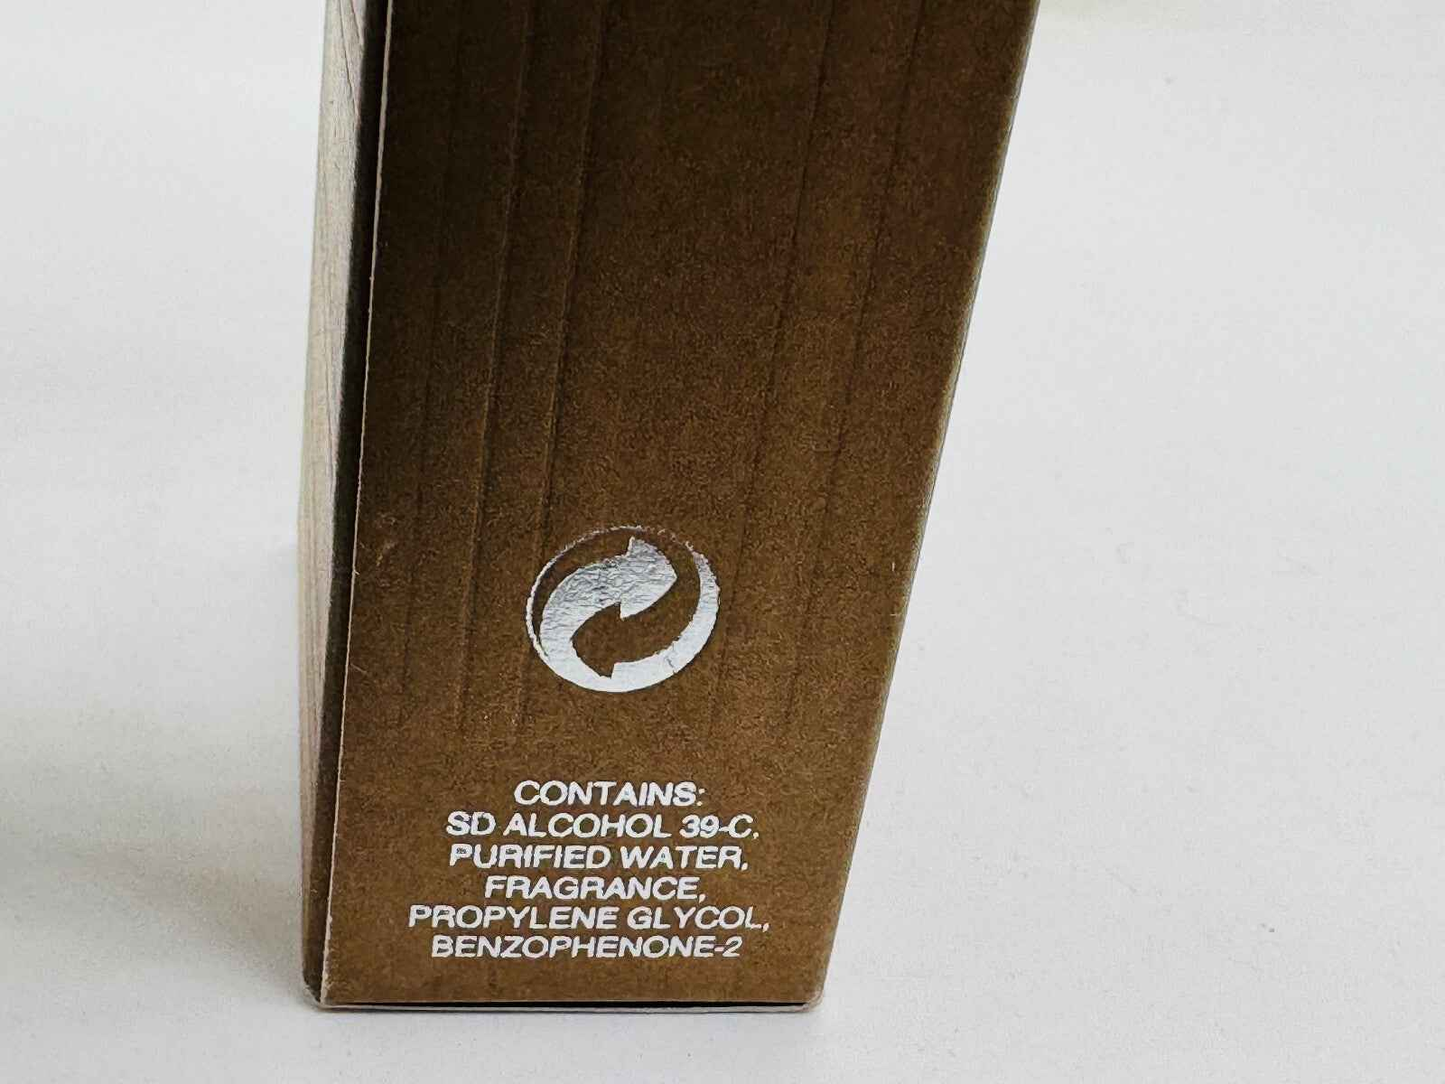 CONTAINS:
SD ALCOHOL 39-C,
PURIFIED WATER,
FRAGRANCE,
PROPYLENE GLYCOL,
BENZOPHENONE-2